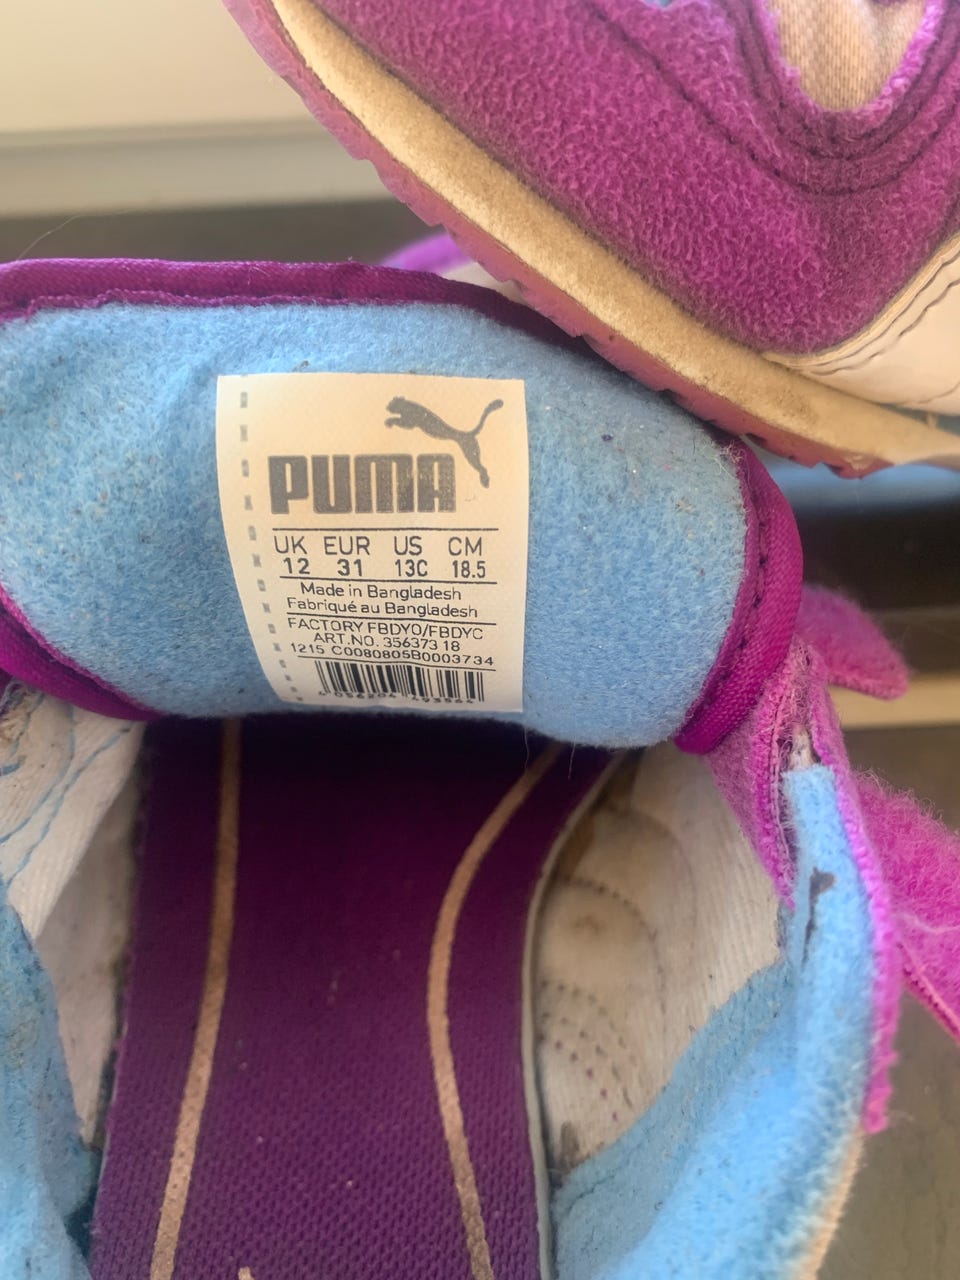 PUMA
UK EUR US CM
12 31 13C 18.5
Made in Bangladesh
Fabriqué au Bangladesh
FACTORY FBDYO/FBDYC
ART.NO. 356373 18
1215 C0080805B0003734